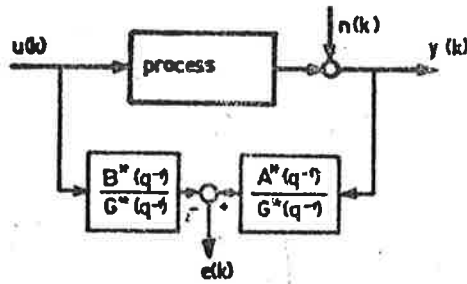 n(k)
u(k)
y(k)
process
B*(q⁻¹)
G*(q⁻¹)
A*(q⁻¹)
G*(q⁻¹)
- +
e(k)